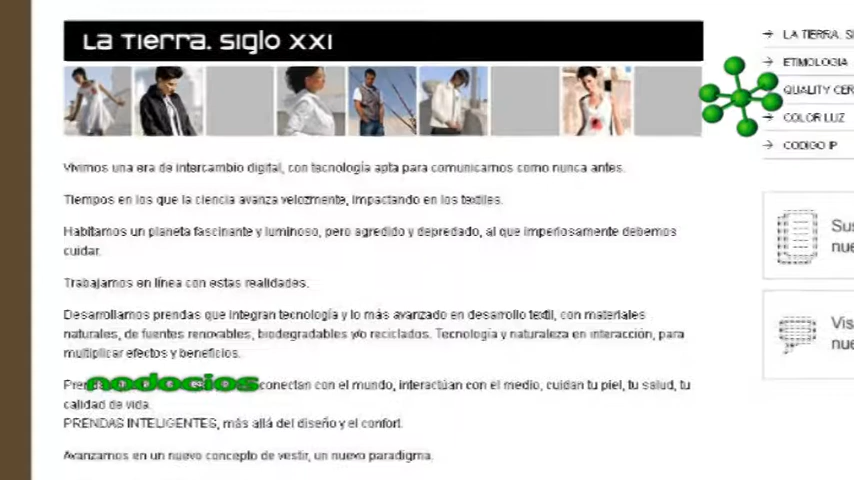 La Tierra. Siglo XXI
Vivimos una era de intercambio digital, con tecnología apta para comunicarnos como nunca antes.
Tiempos en los que la ciencia avanza velozmente, impactando en los textiles.
Habitamos un planeta fascinante y luminoso, pero agredido y depredado, al que imperiosamente debemos
cuidar.
Trabajamos en línea con estas realidades.
Desarrollamos prendas que integran tecnología y lo más avanzado en desarrollo textil, con materiales
naturales, de fuentes renovables, biodegradables y/o reciclados. Tecnología y naturaleza en interacción, para
multiplicar efectos y beneficios.
nodocios
conectan con el mundo, interactúan con el medio, cuidan tu piel, tu salud, tu
calidad de vida.
PRENDAS INTELIGENTES, más allá del diseño y el confort.
Avanzamos en un nuevo concepto de vestir, un nuevo paradigma.
LA TIERRA. S
ETIMOLOGIA
QUALITY CER
COLOR LUZ
CODIGO IP
Sus
nue
Vis
nue